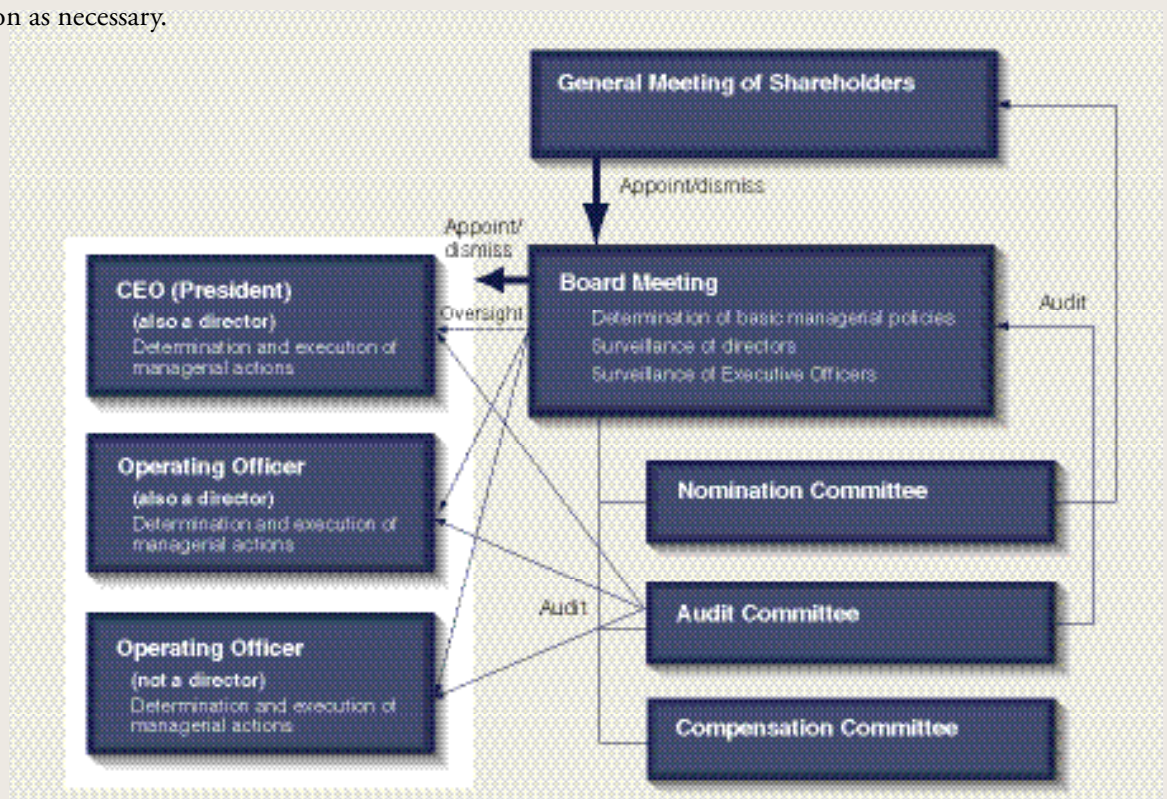 on as necessary.
General Meeting of Shareholders
Appoint/dismiss
Appoint/
dismiss
Board Meeting
Determination of basic managerial policies
Surveillance of directors
Surveillance of Executive Officers
Oversight
Audit
CEO (President)
(also a director)
Determination and execution of
managerial actions
Operating Officer
(also a director)
Determination and execution of
managerial actions
Operating Officer
(not a director)
Determination and execution of
managerial actions
Nomination Committee
Audit
Audit Committee
Compensation Committee